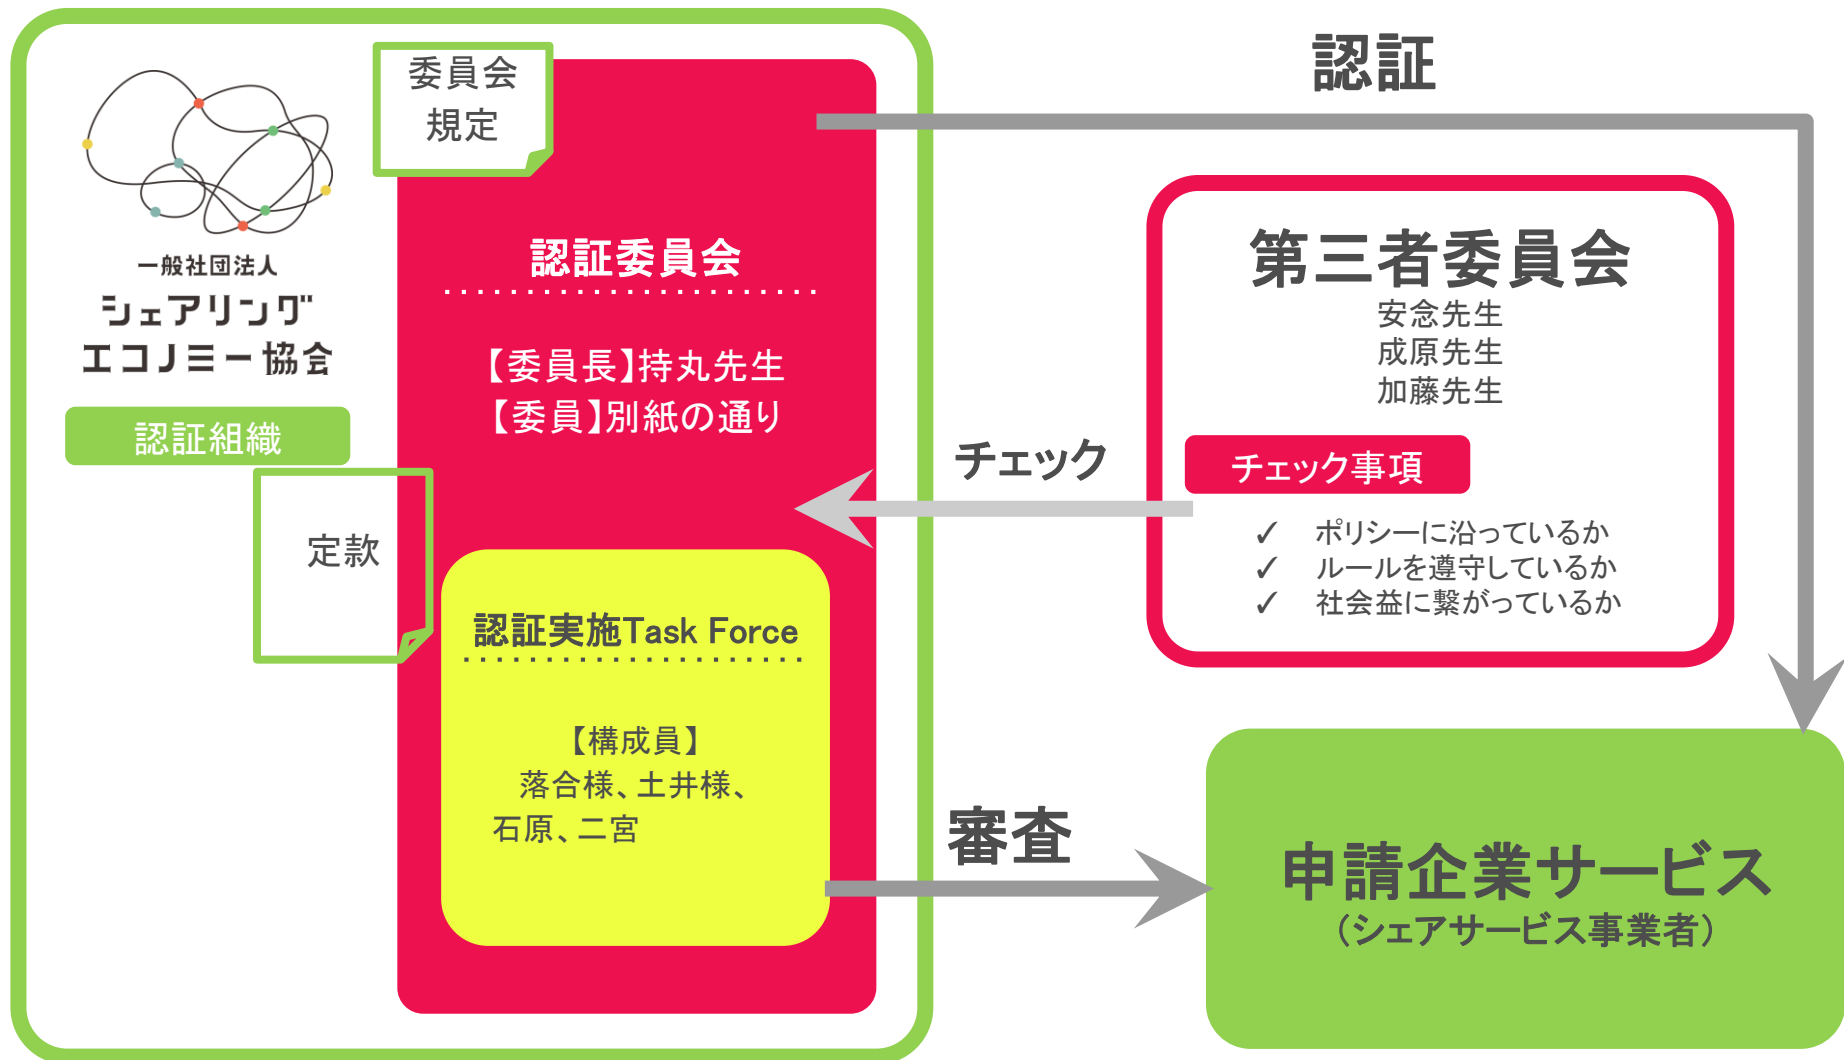 一般社団法人
シェアリング
エコノミー協会
認証組織
定款
委員会
規定
認証委員会
【委員長】持丸先生
【委員】別紙の通り
認証実施Task Force
【構成員】
落合様、土井様、
石原、二宮
認証
チェック
審査
第三者委員会
安念先生
成原先生
加藤先生
チェック事項
✓ ポリシーに沿っているか
✓ ルールを遵守しているか
✓ 社会益に繋がっているか
申請企業サービス
（シェアサービス事業者）